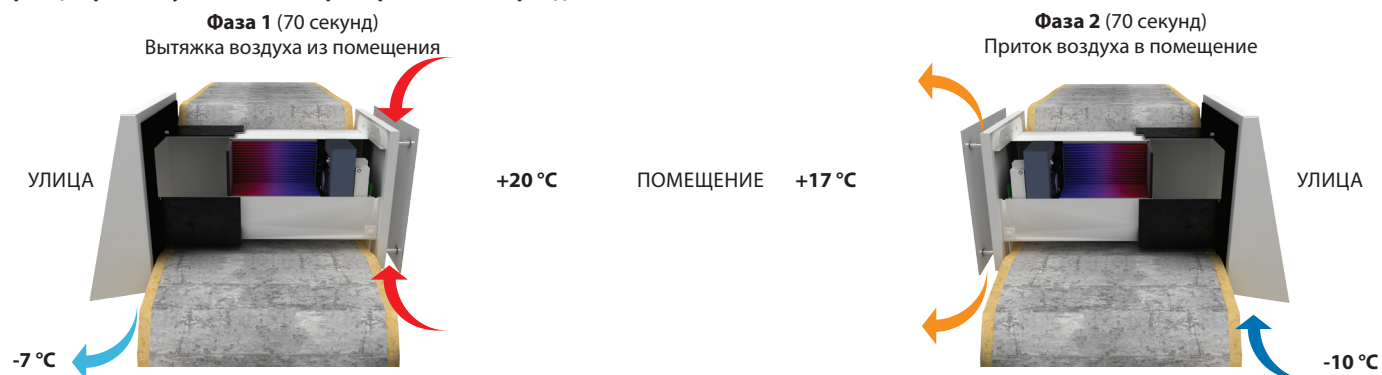 Фаза 1 (70 секунд)
Вытяжка воздуха из помещения
Фаза 2 (70 секунд)
Приток воздуха в помещение
УЛИЦА
+20 °C
ПОМЕЩЕНИЕ
+17 °C
УЛИЦА
-7 °C
-10 °C